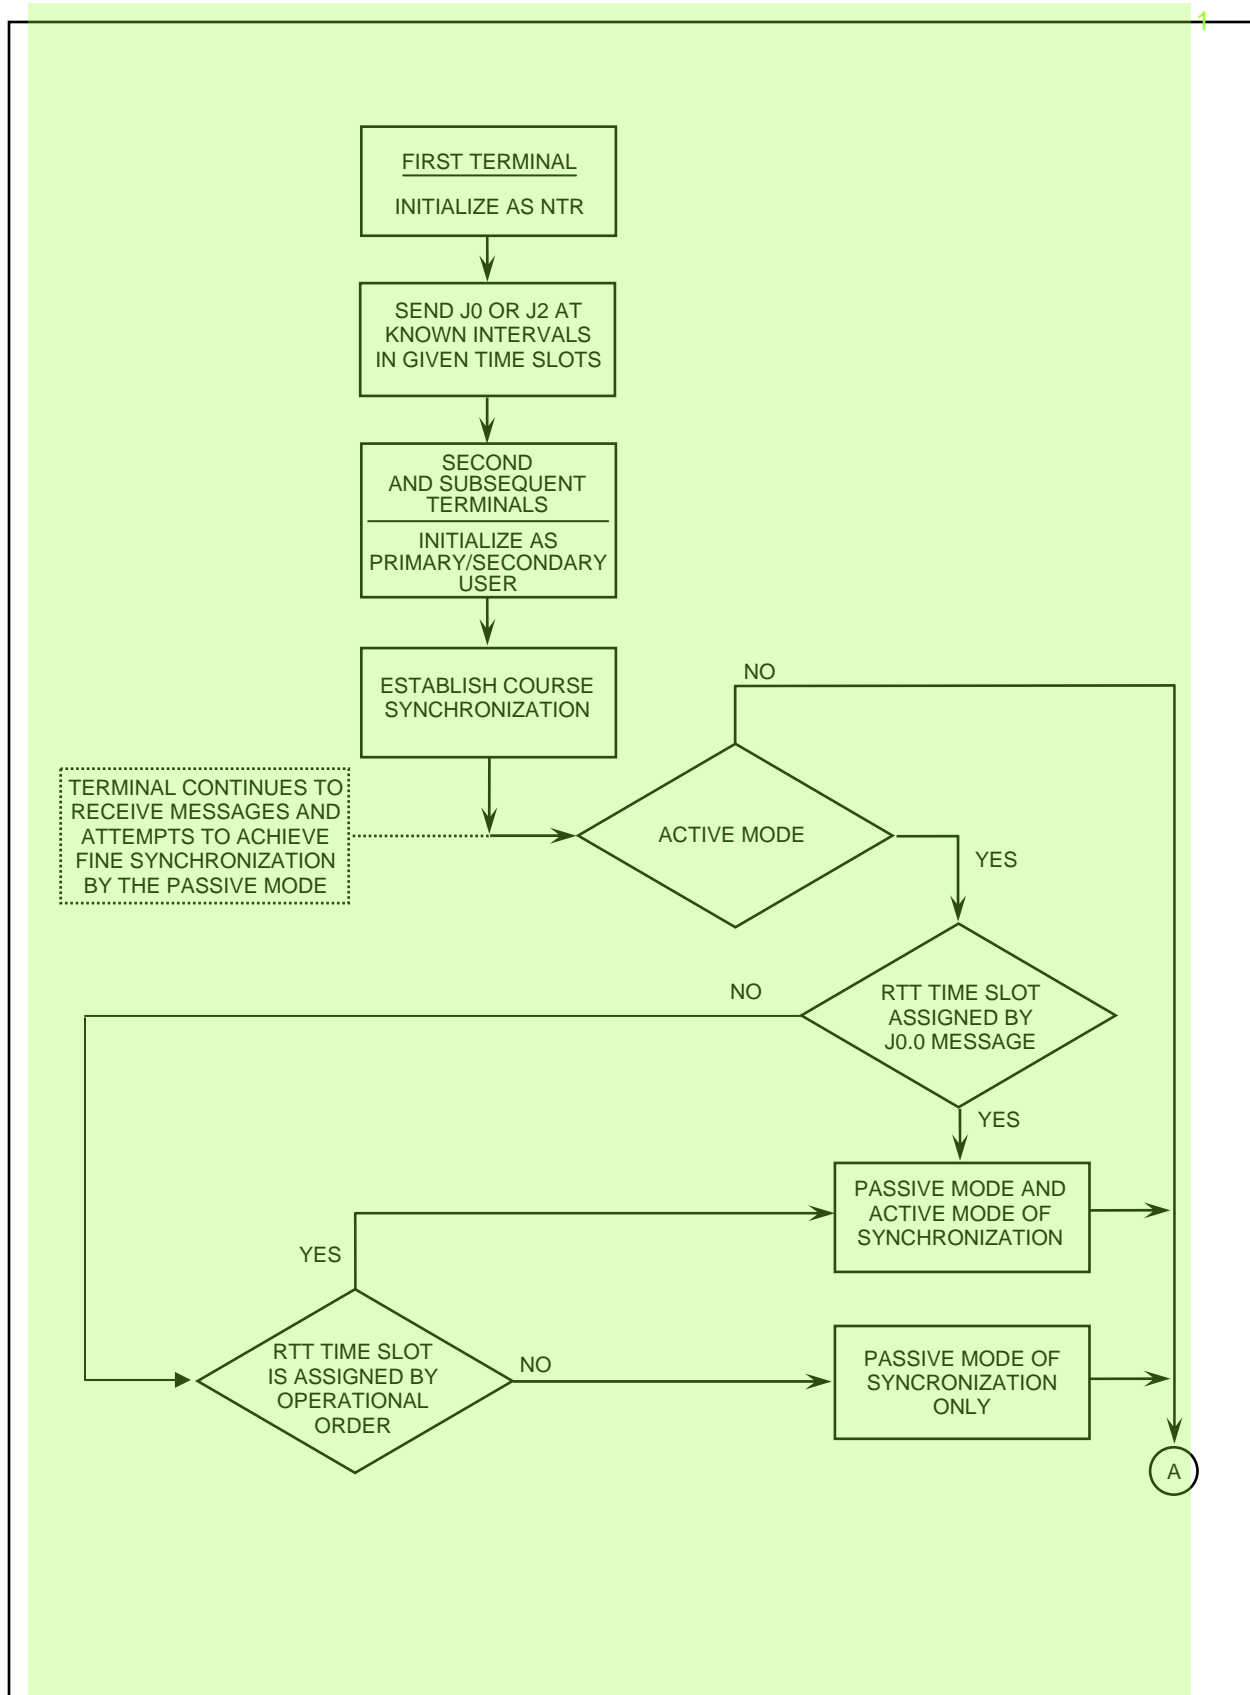 1
FIRST TERMINAL
INITIALIZE AS NTR
SEND J0 OR J2 AT
KNOWN INTERVALS
IN GIVEN TIME SLOTS
SECOND
AND SUBSEQUENT
TERMINALS
INITIALIZE AS
PRIMARY/SECONDARY
USER
ESTABLISH COURSE
SYNCHRONIZATION
NO
TERMINAL CONTINUES TO
RECEIVE MESSAGES AND
ATTEMPTS TO ACHIEVE
FINE SYNCHRONIZATION
BY THE PASSIVE MODE
ACTIVE MODE
YES
NO
RTT TIME SLOT
ASSIGNED BY
J0.0 MESSAGE
YES
PASSIVE MODE AND
ACTIVE MODE OF
SYNCHRONIZATION
YES
RTT TIME SLOT
IS ASSIGNED BY
OPERATIONAL
ORDER
NO
PASSIVE MODE OF
SYNCRONIZATION
ONLY
A